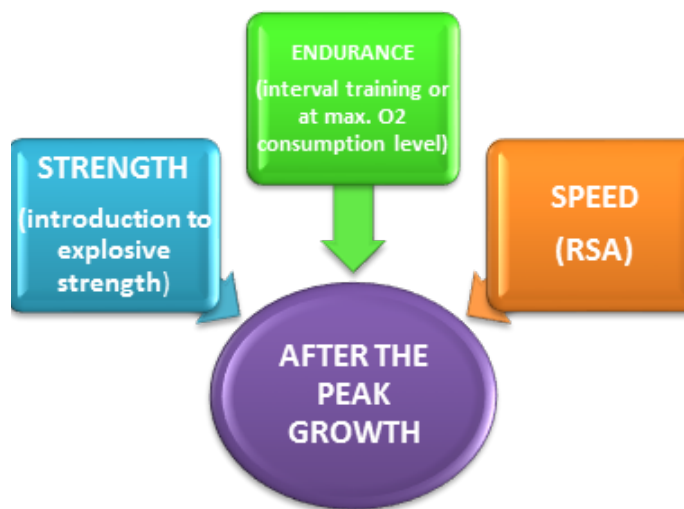 ENDURANCE
(interval training or
at max. O2
consumption level)
STRENGTH
(introduction to
explosive
strength)
SPEED
(RSA)
AFTER THE
PEAK
GROWTH